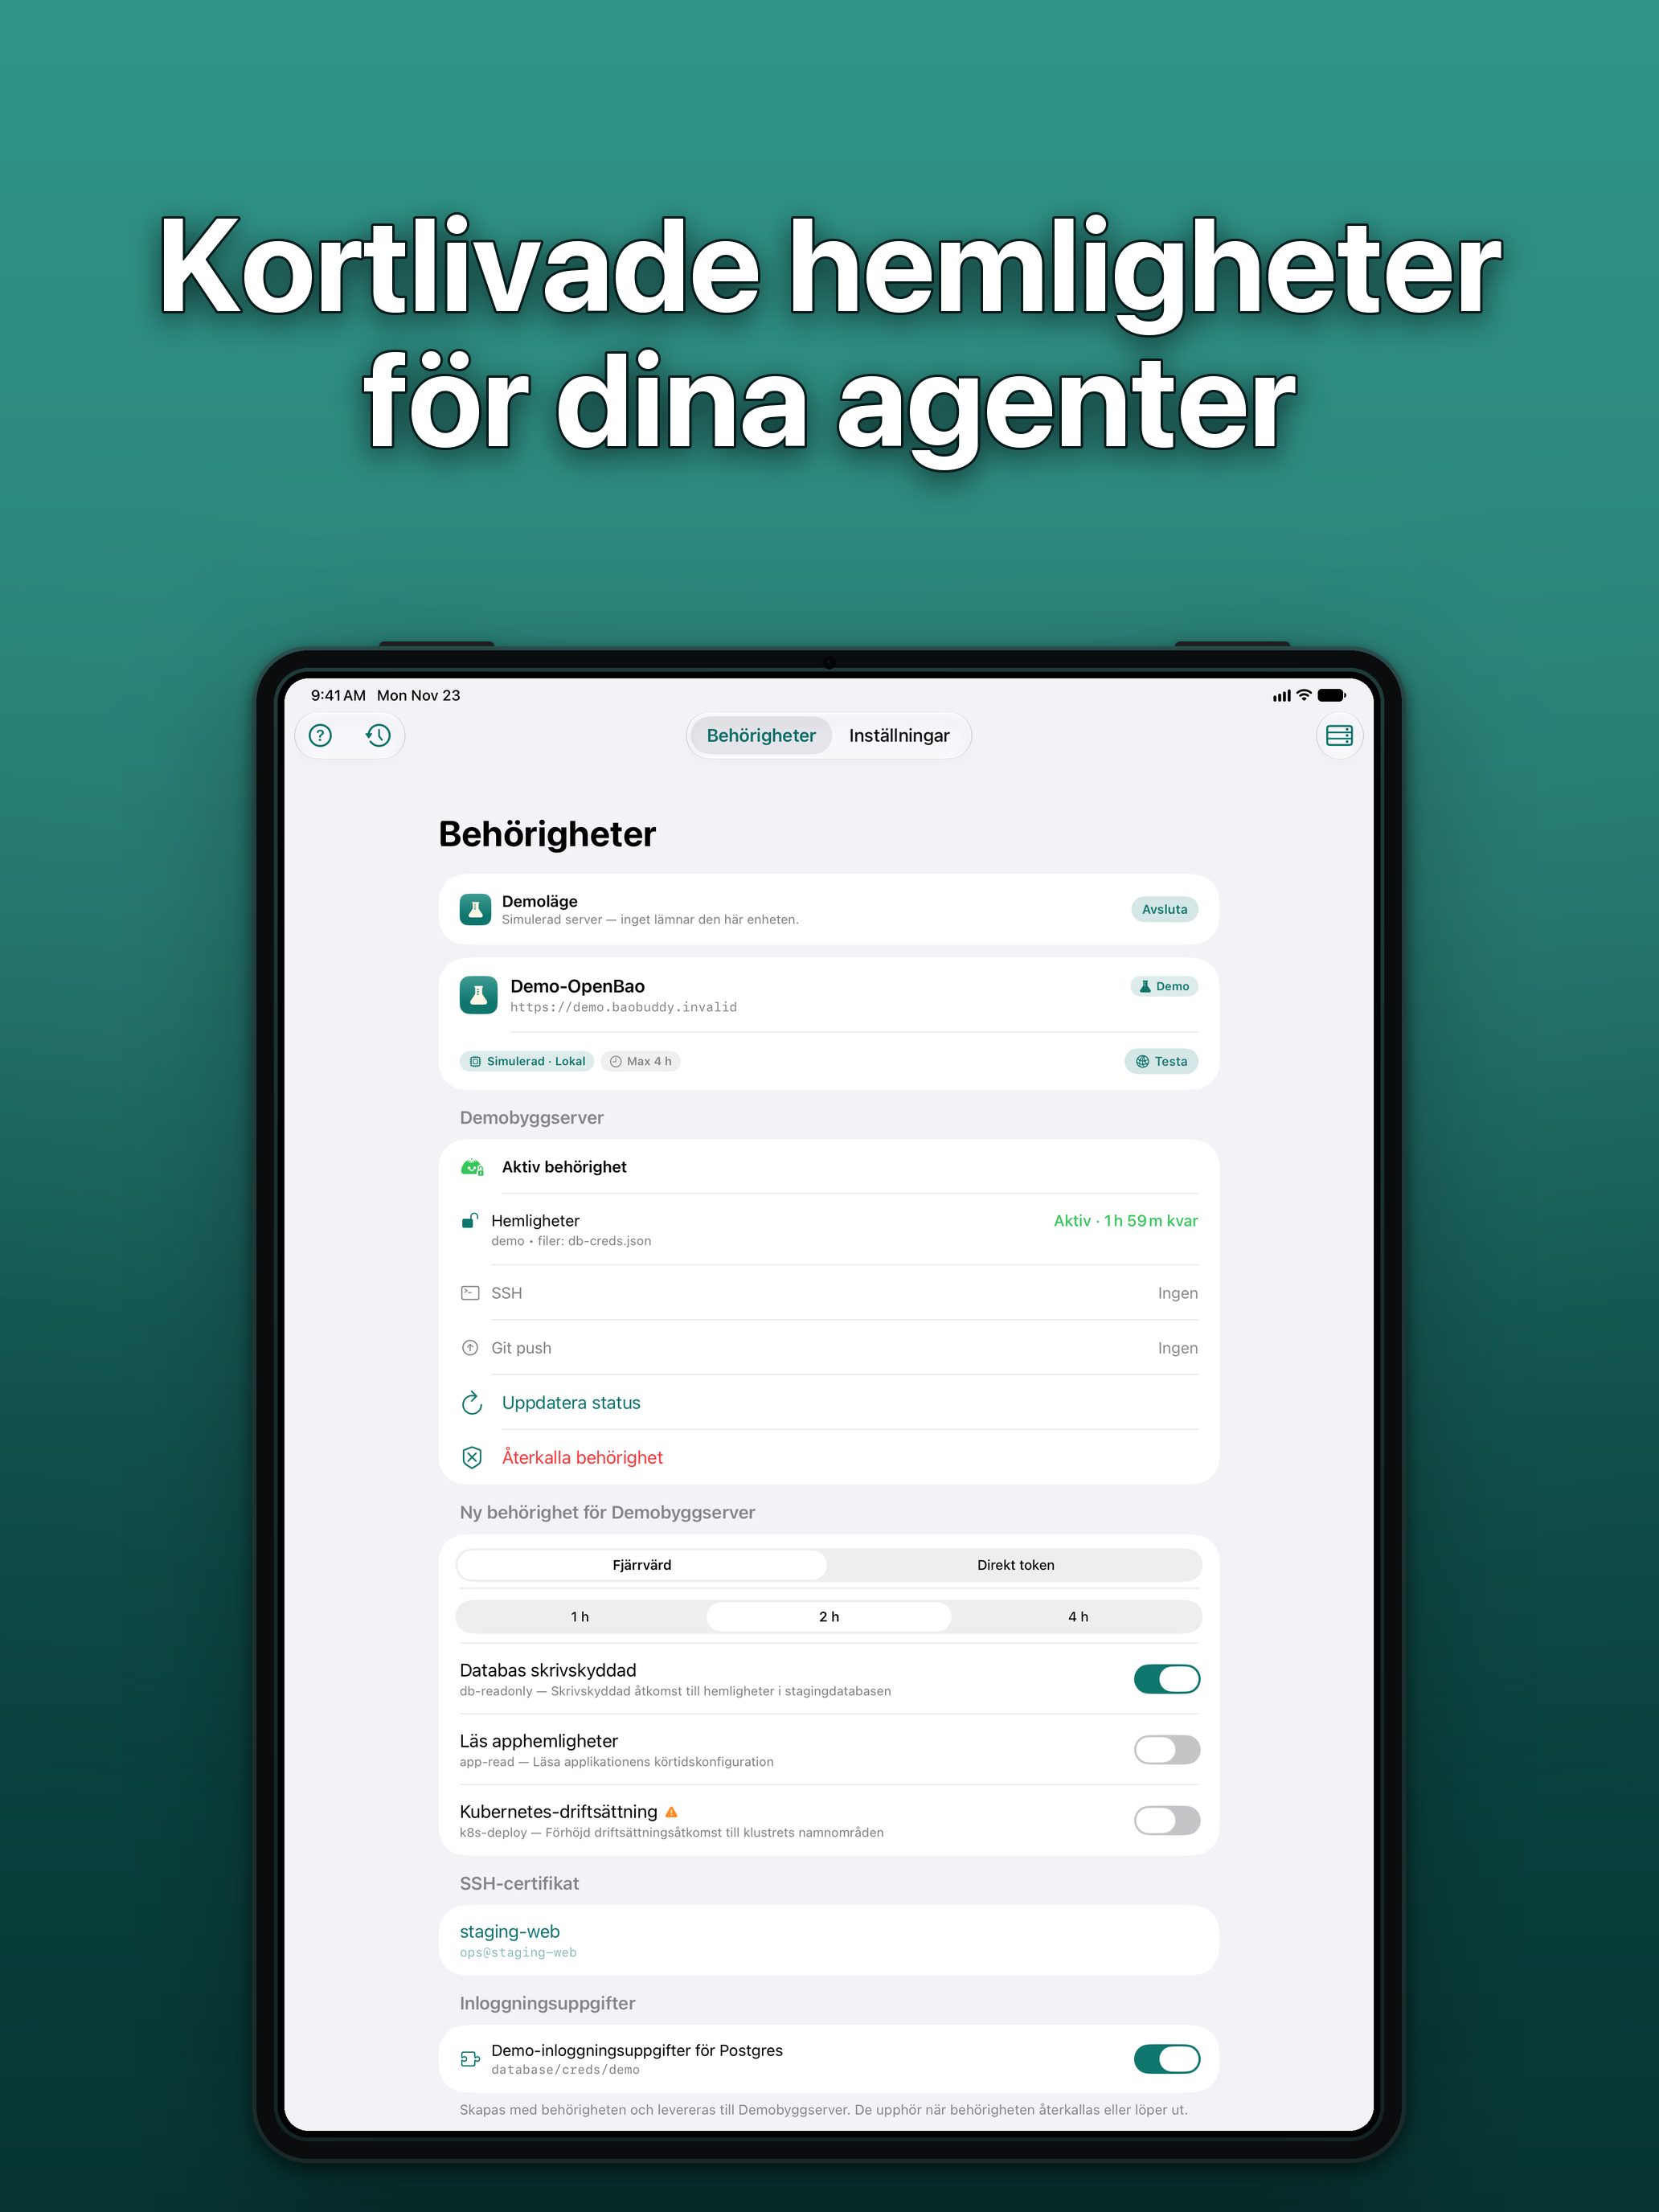 Kortlivade hemligheter
för dina agenter
9:41 AM Mon Nov 23
Behörigheter Inställningar
Behörigheter
Demoläge
Simulerad server — inget lämnar den här enheten.
Avsluta
Demo-OpenBao
Demo
https://demo.baobuddy.invalid
Simulerad · Lokal
Max 4 h
Testa
Demobyggserver
Aktiv behörighet
Hemligheter
Aktiv · 1 h 59 m kvar
demo • filer: db-creds.json
SSH
Ingen
Git push
Ingen
Uppdatera status
Återkalla behörighet
Ny behörighet för Demobyggserver
Fjärrvärd
Direkt token
1 h
2 h
4 h
Databas skrivskyddad
db-readonly — Skrivskyddad åtkomst till hemligheter i stagingdatabasen
Läs apphemligheter
app-read — Läsa applikationens körtidskonfiguration
Kubernetes-driftsättning
k8s-deploy — Förhöjd driftsättningsåtkomst till klustrets namnområden
SSH-certifikat
staging-web
ops@staging-web
Inloggningsuppgifter
Demo-inloggningsuppgifter för Postgres
database/creds/demo
Skapas med behörigheten och levereras till Demobyggserver. De upphör när behörigheten återkallas eller löper ut.